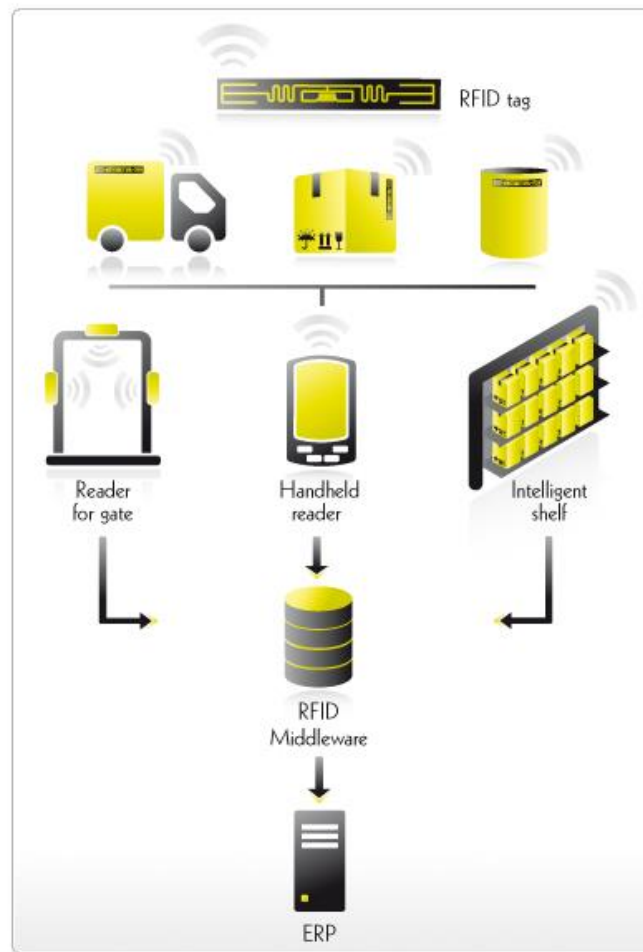 RFID tag
Reader
for gate
Handheld
reader
Intelligent
shelf
RFID
Middleware
ERP